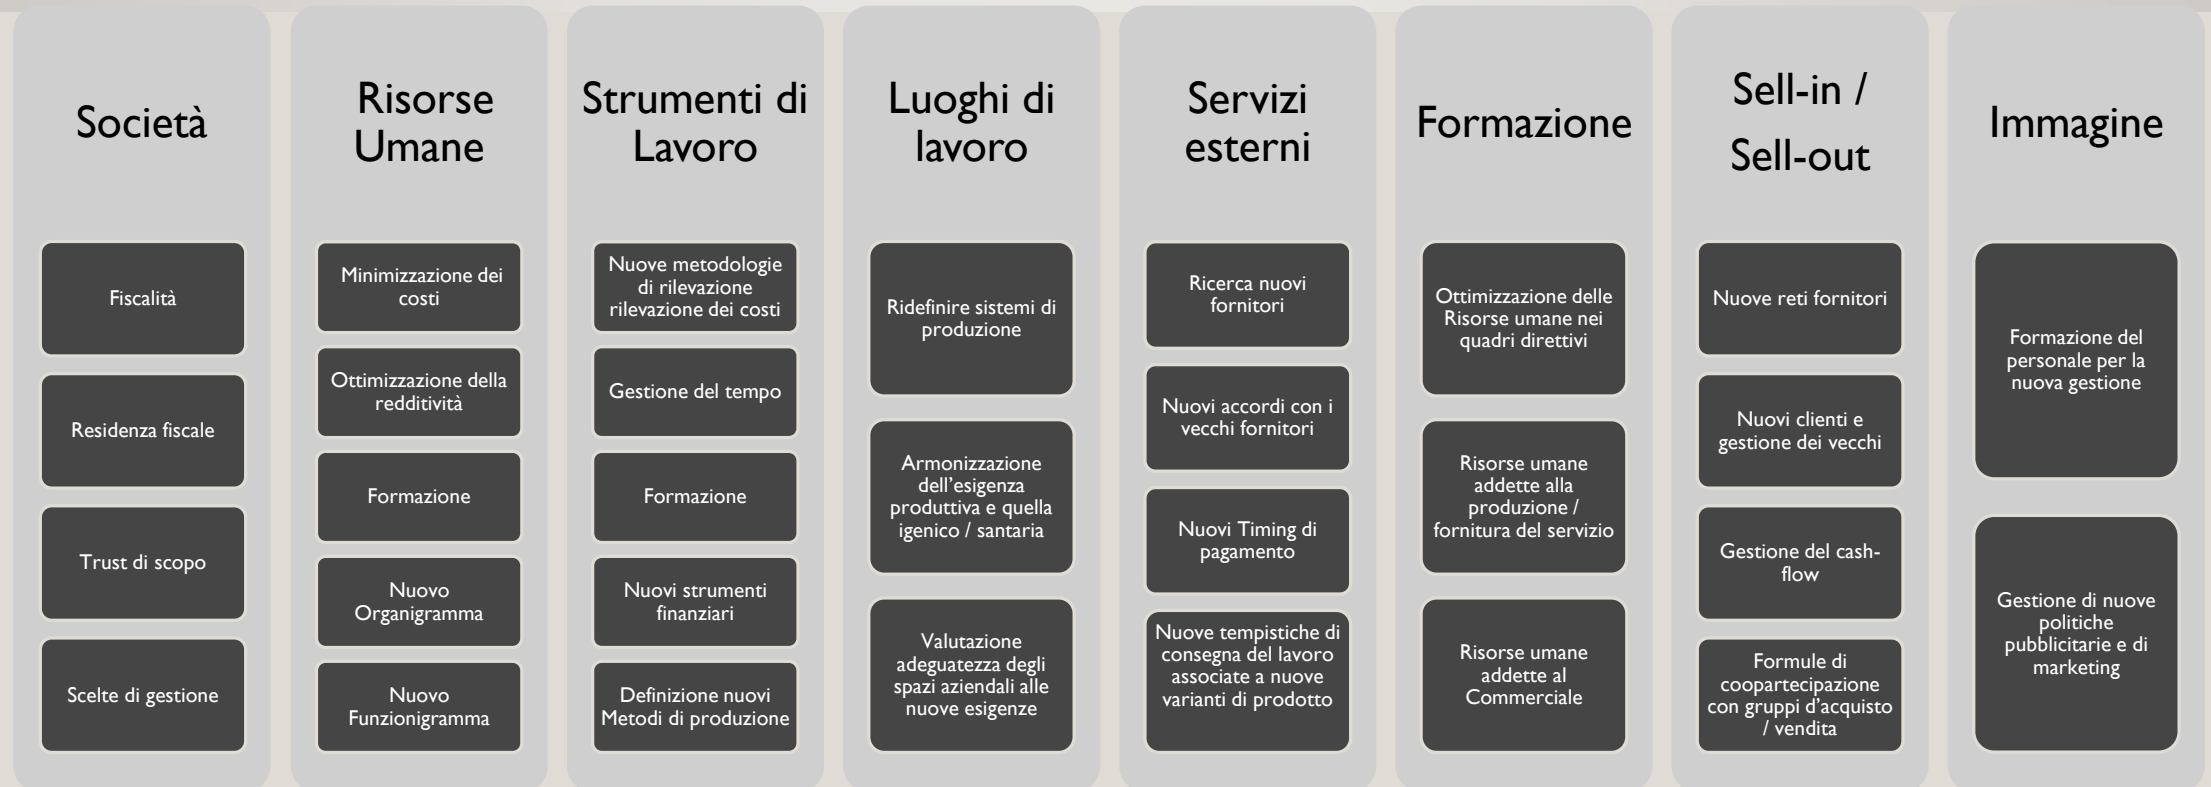 Società
Fiscalità
Residenza fiscale
Trust di scopo
Scelte di gestione
Risorse
Umane
Minimizzazione dei
costi
Ottimizzazione della
redditività
Formazione
Nuovo
Organigramma
Nuovo
Funzionigramma
Strumenti di
Lavoro
Nuove metodologie
di rilevazione
rilevazione dei costi
Gestione del tempo
Formazione
Nuovi strumenti
finanziari
Definizione nuovi
Metodi di produzione
Luoghi di
lavoro
Ridefinire sistemi di
produzione
Armonizzazione
dell'esigenza
produttiva e quella
igenico / santaria
Valutazione
adeguatezza degli
spazi aziendali alle
nuove esigenze
Servizi
esterni
Ricerca nuovi
fornitori
Nuovi accordi con i
vecchi fornitori
Nuovi Timing di
pagamento
Nuove tempistiche di
consegna del lavoro
associate a nuove
varianti di prodotto
Formazione
Ottimizzazione delle
Risorse umane nei
quadri direttivi
Risorse umane
addette alla
produzione /
fornitura del servizio
Risorse umane
addette al
Commerciale
Sell-in /
Sell-out
Nuove reti fornitori
Nuovi clienti e
gestione dei vecchi
Gestione del cash-
flow
Formule di
coopartecipazione
con gruppi d'acquisto
/ vendita
Immagine
Formazione del
personale per la
nuova gestione
Gestione di nuove
politiche
pubblicitarie e di
marketing